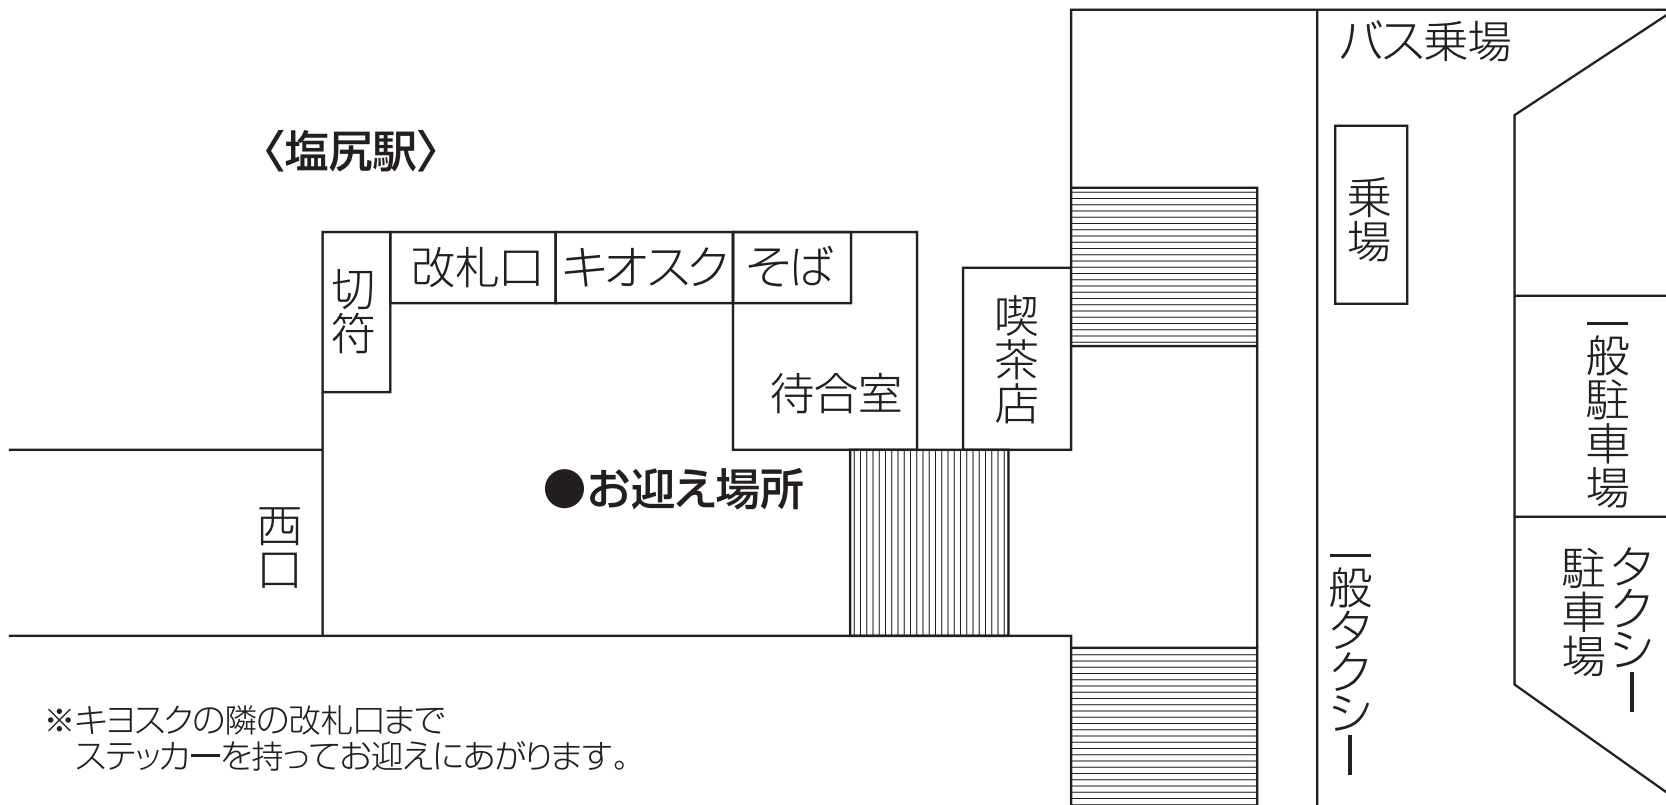 バス乗場
〈塩尻駅〉
乗場
切符
改札口
キオスク
そば
喫茶店
待合室
一般駐車場
●お迎え場所
西口
一般タクシー
タクシー
駐車場
※キヨスクの隣の改札口まで
ステッカーを持ってお迎えにあがります。